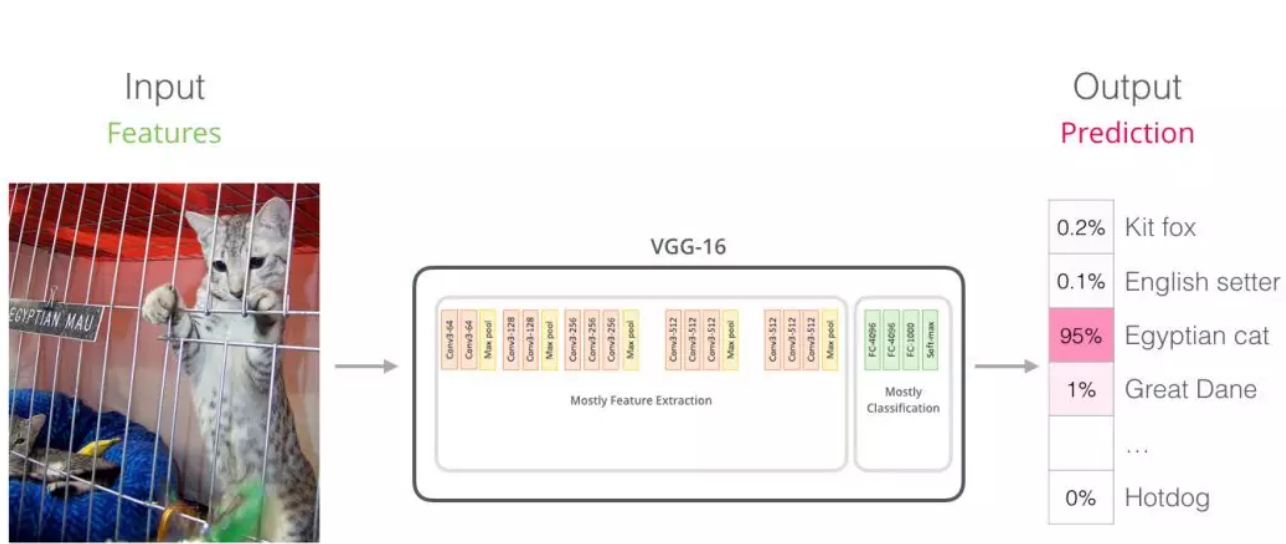 Input
Features
EGYPTIAN MAU
VGG-16
Conv3-64
Conv3-64
Max pool
Conv3-128
Conv3-128
Max pool
Conv3-256
Conv3-256
Conv3-256
Max pool
Conv3-512
Conv3-512
Conv3-512
Max pool
Conv3-512
Conv3-512
Conv3-512
Max pool
Mostly Feature Extraction
FC-4096
FC-4096
FC-1000
Soft-max
Mostly
Classification
Output
Prediction
0.2% Kit fox
0.1% English setter
95% Egyptian cat
1% Great Dane
...
0% Hotdog